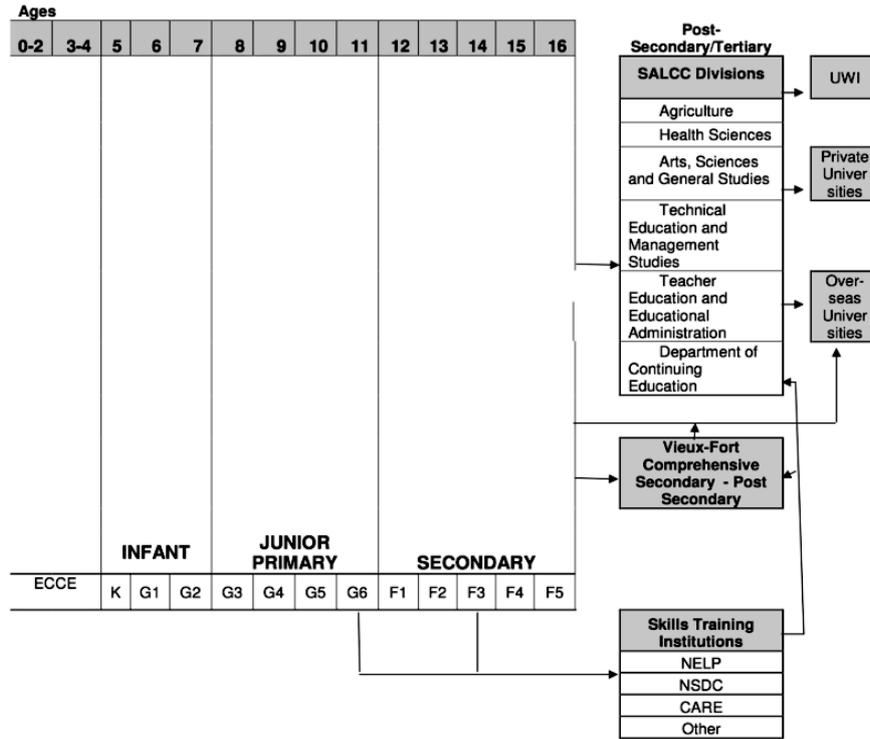 Ages
0-2 3-4 5 6 7 8 9 10 11 12 13 14 15 16
INFANT
JUNIOR
PRIMARY
SECONDARY
ECCE K G1 G2 G3 G4 G5 G6 F1 F2 F3 F4 F5
Post-
Secondary/Tertiary
SALCC Divisions
Agriculture
Health Sciences
Arts, Sciences
and General Studies
Technical
Education and
Management
Studies
Teacher
Education and
Educational
Administration
Department of
Continuing
Education
UWI
Private
Univer
sities
Over-
seas
Univer
sities
Vieux-Fort
Comprehensive
Secondary - Post
Secondary
Skills Training
Institutions
NELP
NSDC
CARE
Other